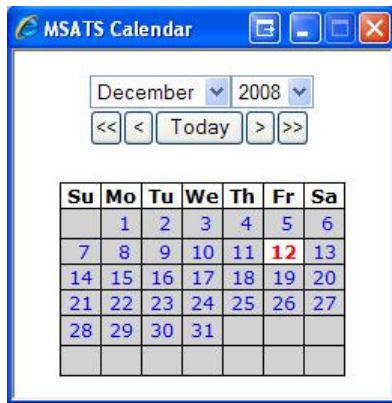 MSATS Calendar
December 2008
<< < Today > >>
Su Mo Tu We Th Fr Sa
1 2 3 4 5 6
7 8 9 10 11 12 13
14 15 16 17 18 19 20
21 22 23 24 25 26 27
28 29 30 31